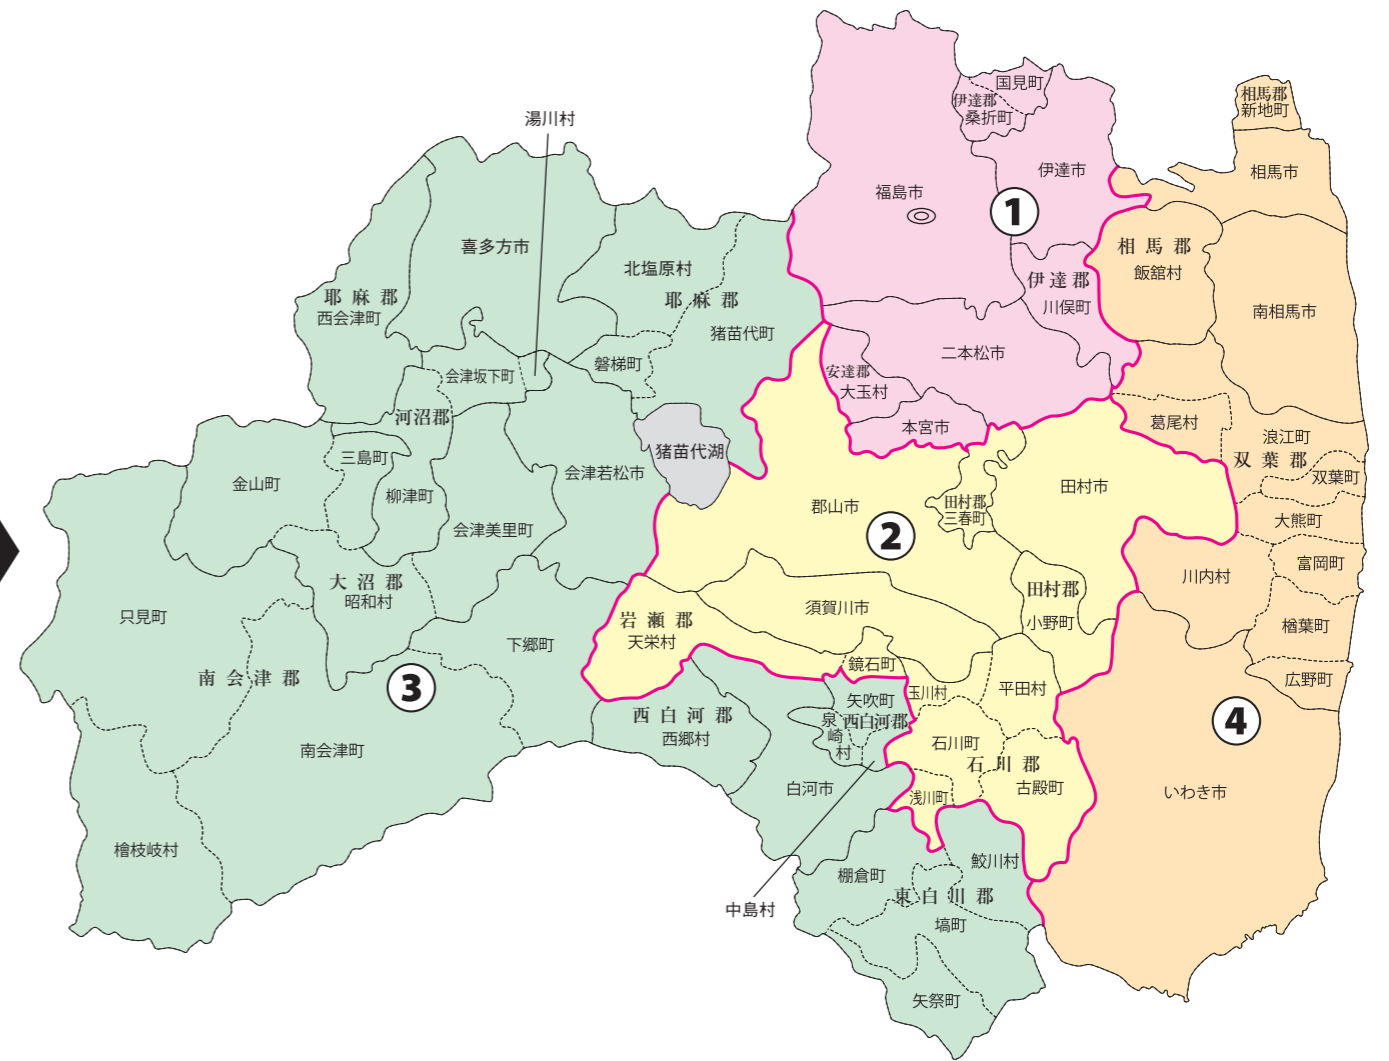 国見町
伊達郡
桑折町
伊達市
福島市
1
伊達郡
川俣町
二本松市
安達郡
大玉村
本宮市
相馬郡
新地町
相馬市
相馬郡
飯舘村
南相馬市
葛尾村
浪江町
双葉郡
双葉町
大熊町
富岡町
川内村
楢葉町
広野町
4
いわき市
湯川村
喜多方市
北塩原村
耶麻郡
西会津町
耶麻郡
猪苗代町
磐梯町
会津坂下町
河沼郡
猪苗代湖
三島町
金山町
柳津町
会津若松市
会津美里町
大沼郡
昭和村
只見町
下郷町
南会津郡
3
南会津町
檜枝岐村
郡山市
2
田村郡
三春町
田村市
田村郡
小野町
須賀川市
岩瀬郡
天栄村
鏡石町
玉川村
平田村
石川町
石川郡
古殿町
浅川町
西白河郡
西郷村
矢吹町
西白河郡
泉崎村
白河市
中島村
棚倉町
鮫川村
東白川郡
塙町
矢祭町